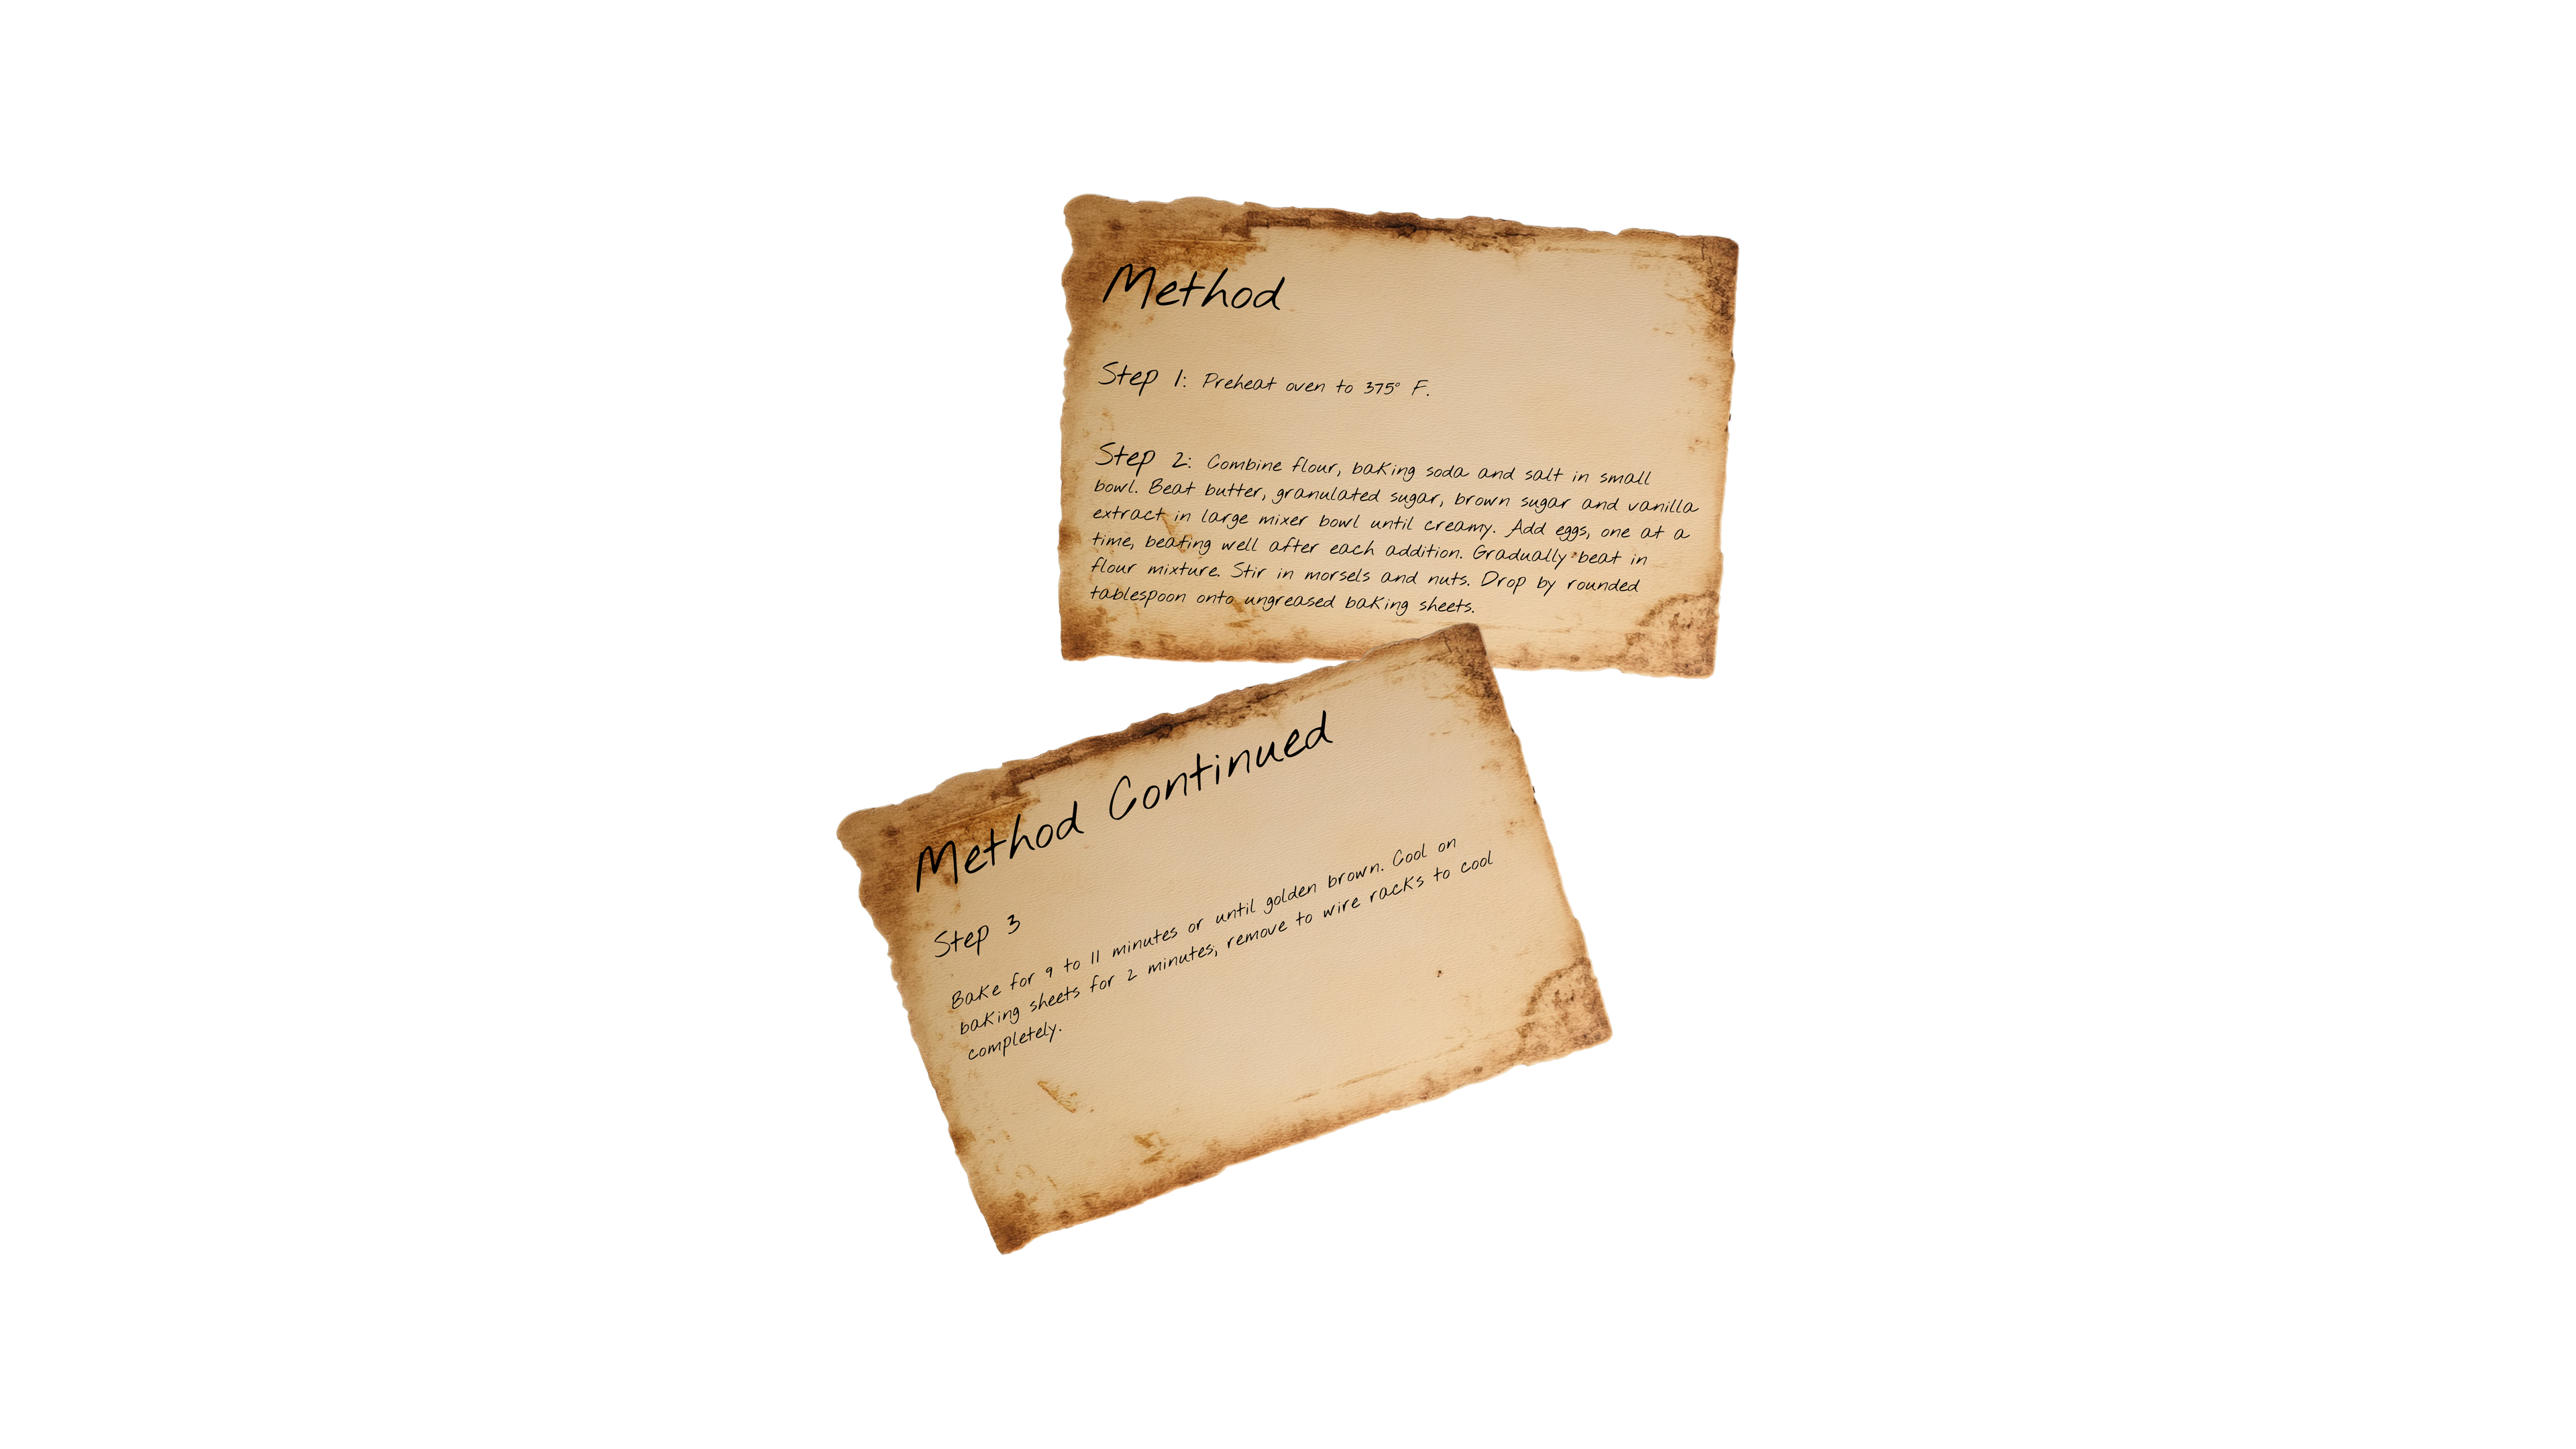 Method
Step 1: Preheat oven to 375° F.
Step 2: Combine flour, baking soda and salt in small
bowl. Beat butter, granulated sugar, brown sugar and vanilla
extract in large mixer bowl until creamy. Add eggs, one at a
time, beating well after each addition. Gradually beat in
flour mixture. Stir in morsels and nuts. Drop by rounded
tablespoon onto ungreased baking sheets.
Method Continued
Step 3
Bake for 9 to 11 minutes or until golden brown. Cool on
baking sheets for 2 minutes; remove to wire racks to cool
completely.